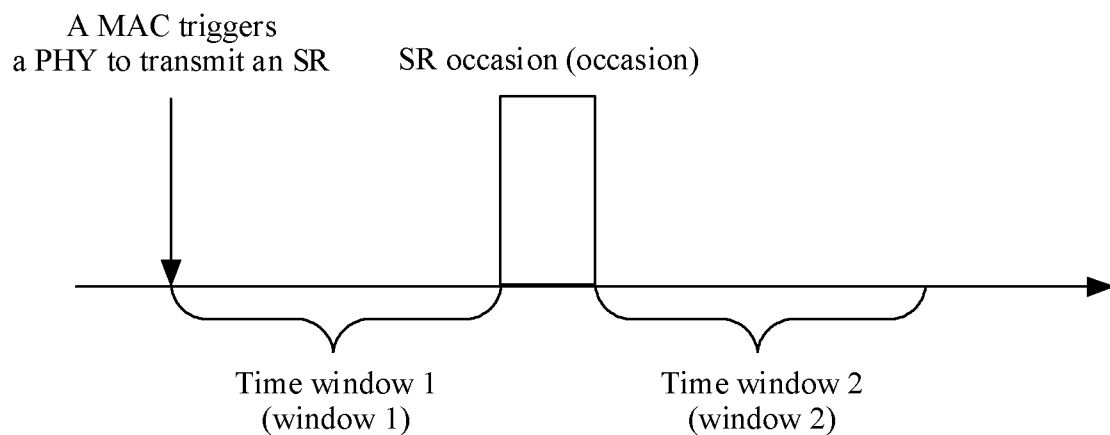 A MAC triggers
a PHY to transmit an SR
SR occasion (occasion)
Time window 1
(window 1)
Time window 2
(window 2)